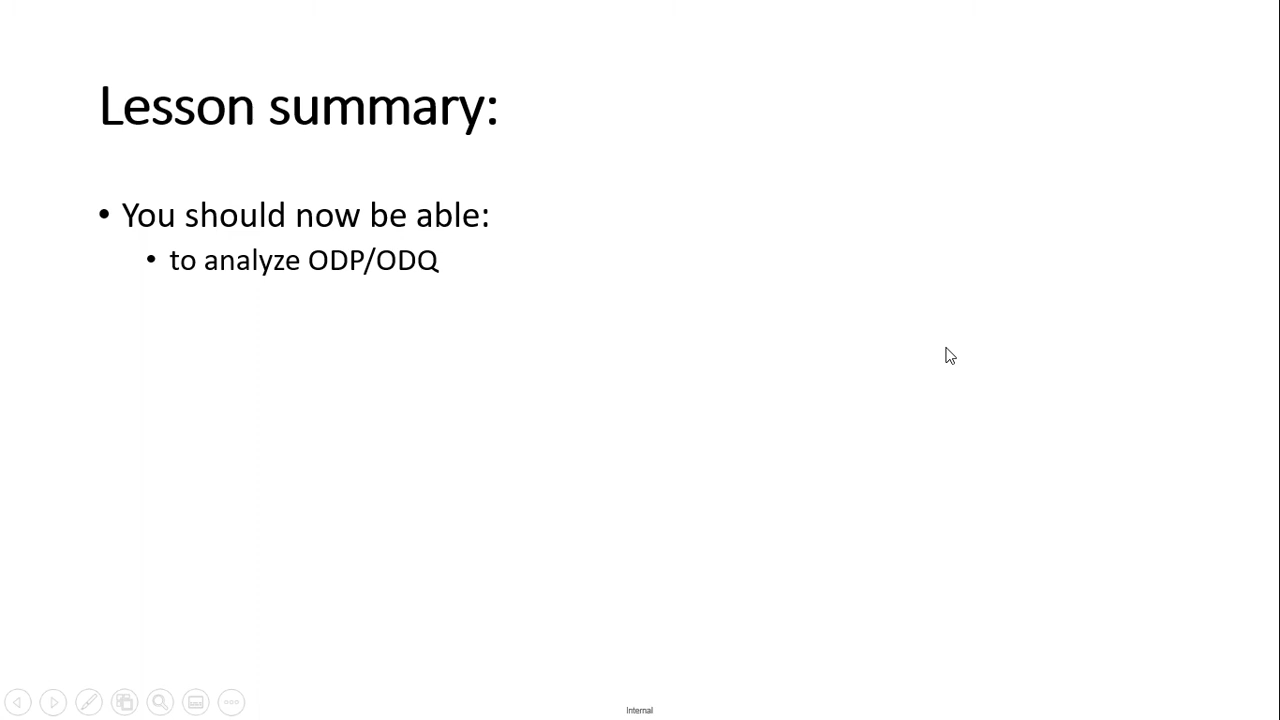 Lesson summary:
• You should now be able:
• to analyze ODP/ODQ
Internal